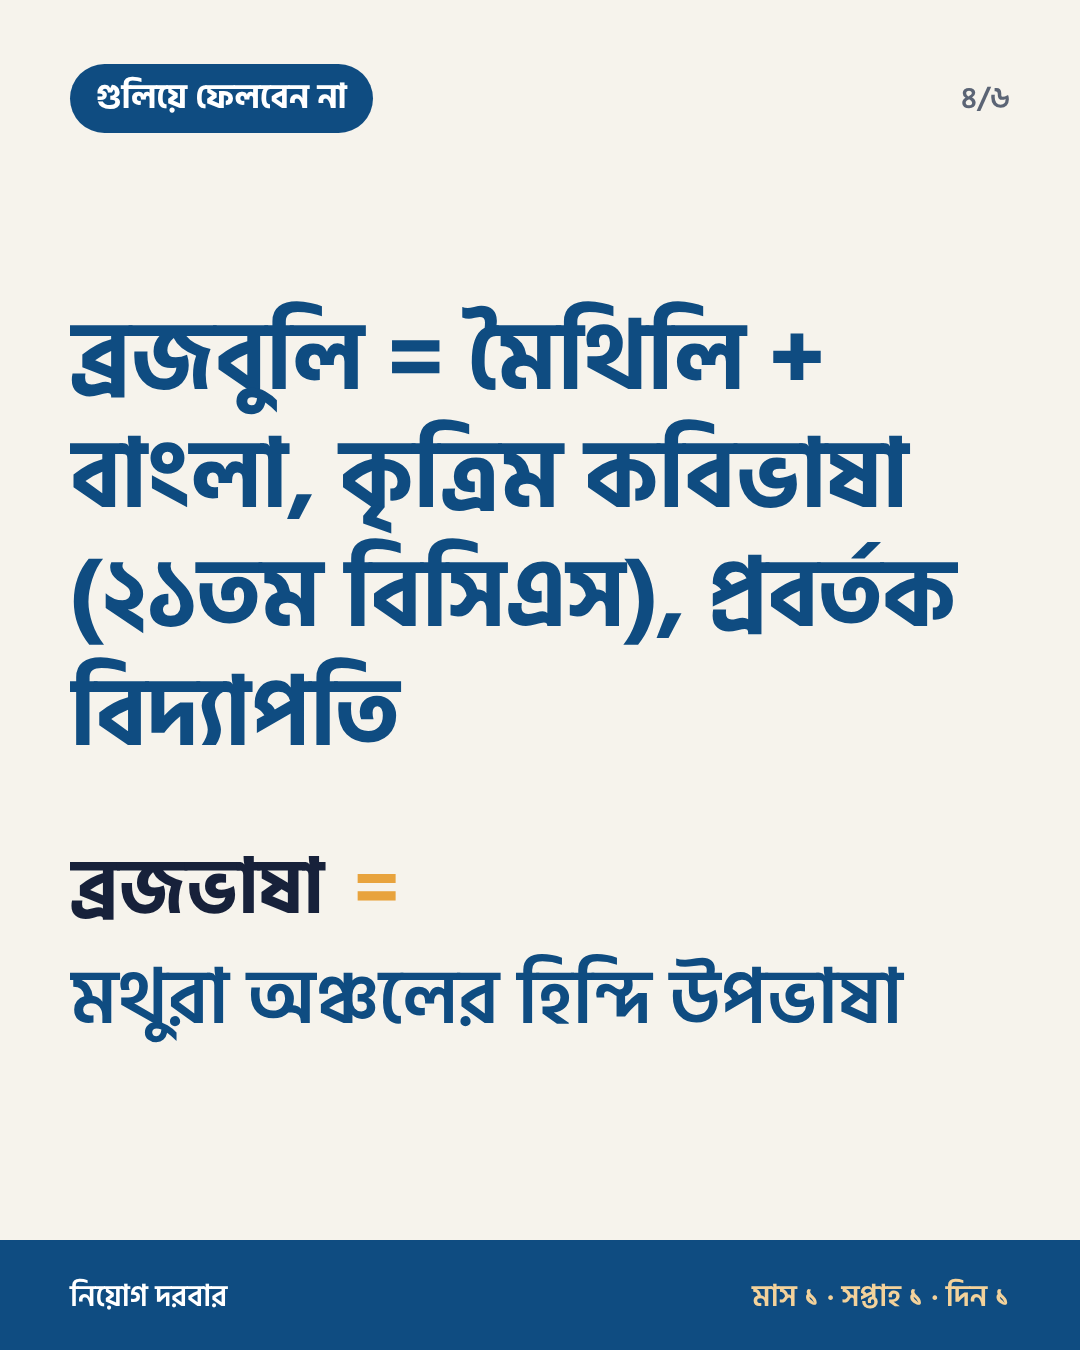 গুলিয়ে ফেলবেন না
৪/৬
ব্রজবুলি = মৈথিলি +
বাংলা, কৃত্রিম কবিভাষা
(২১তম বিসিএস), প্রবর্তক
বিদ্যাপতি
ব্রজভাষা =
মথুরা অঞ্চলের হিন্দি উপভাষা
নিয়োগ দরবার
মাস ১ · সপ্তাহ ১ · দিন ১